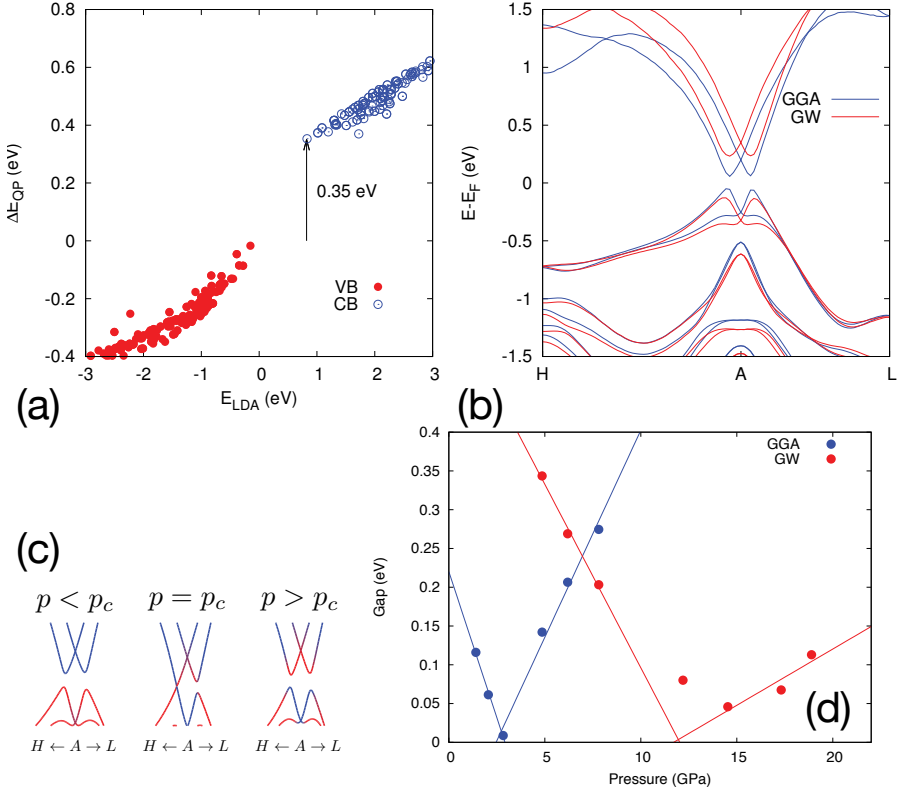 0.8
0.6
0.4
0.2
0
-0.2
-0.4
ΔE_QP (eV)
0.35 eV
VB
CB
-3 -2 -1 0 1 2 3
E_LDA (eV)
(a)
1.5
1
0.5
0
-0.5
-1
-1.5
E-E_F (eV)
GGA
GW
H A L
(b)
(c)
p < p_c p = p_c p > p_c
H ← A → L H ← A → L H ← A → L
0.4
0.35
0.3
0.25
0.2
0.15
0.1
0.05
0
Gap (eV)
GGA
GW
(d)
0 5 10 15 20
Pressure (GPa)